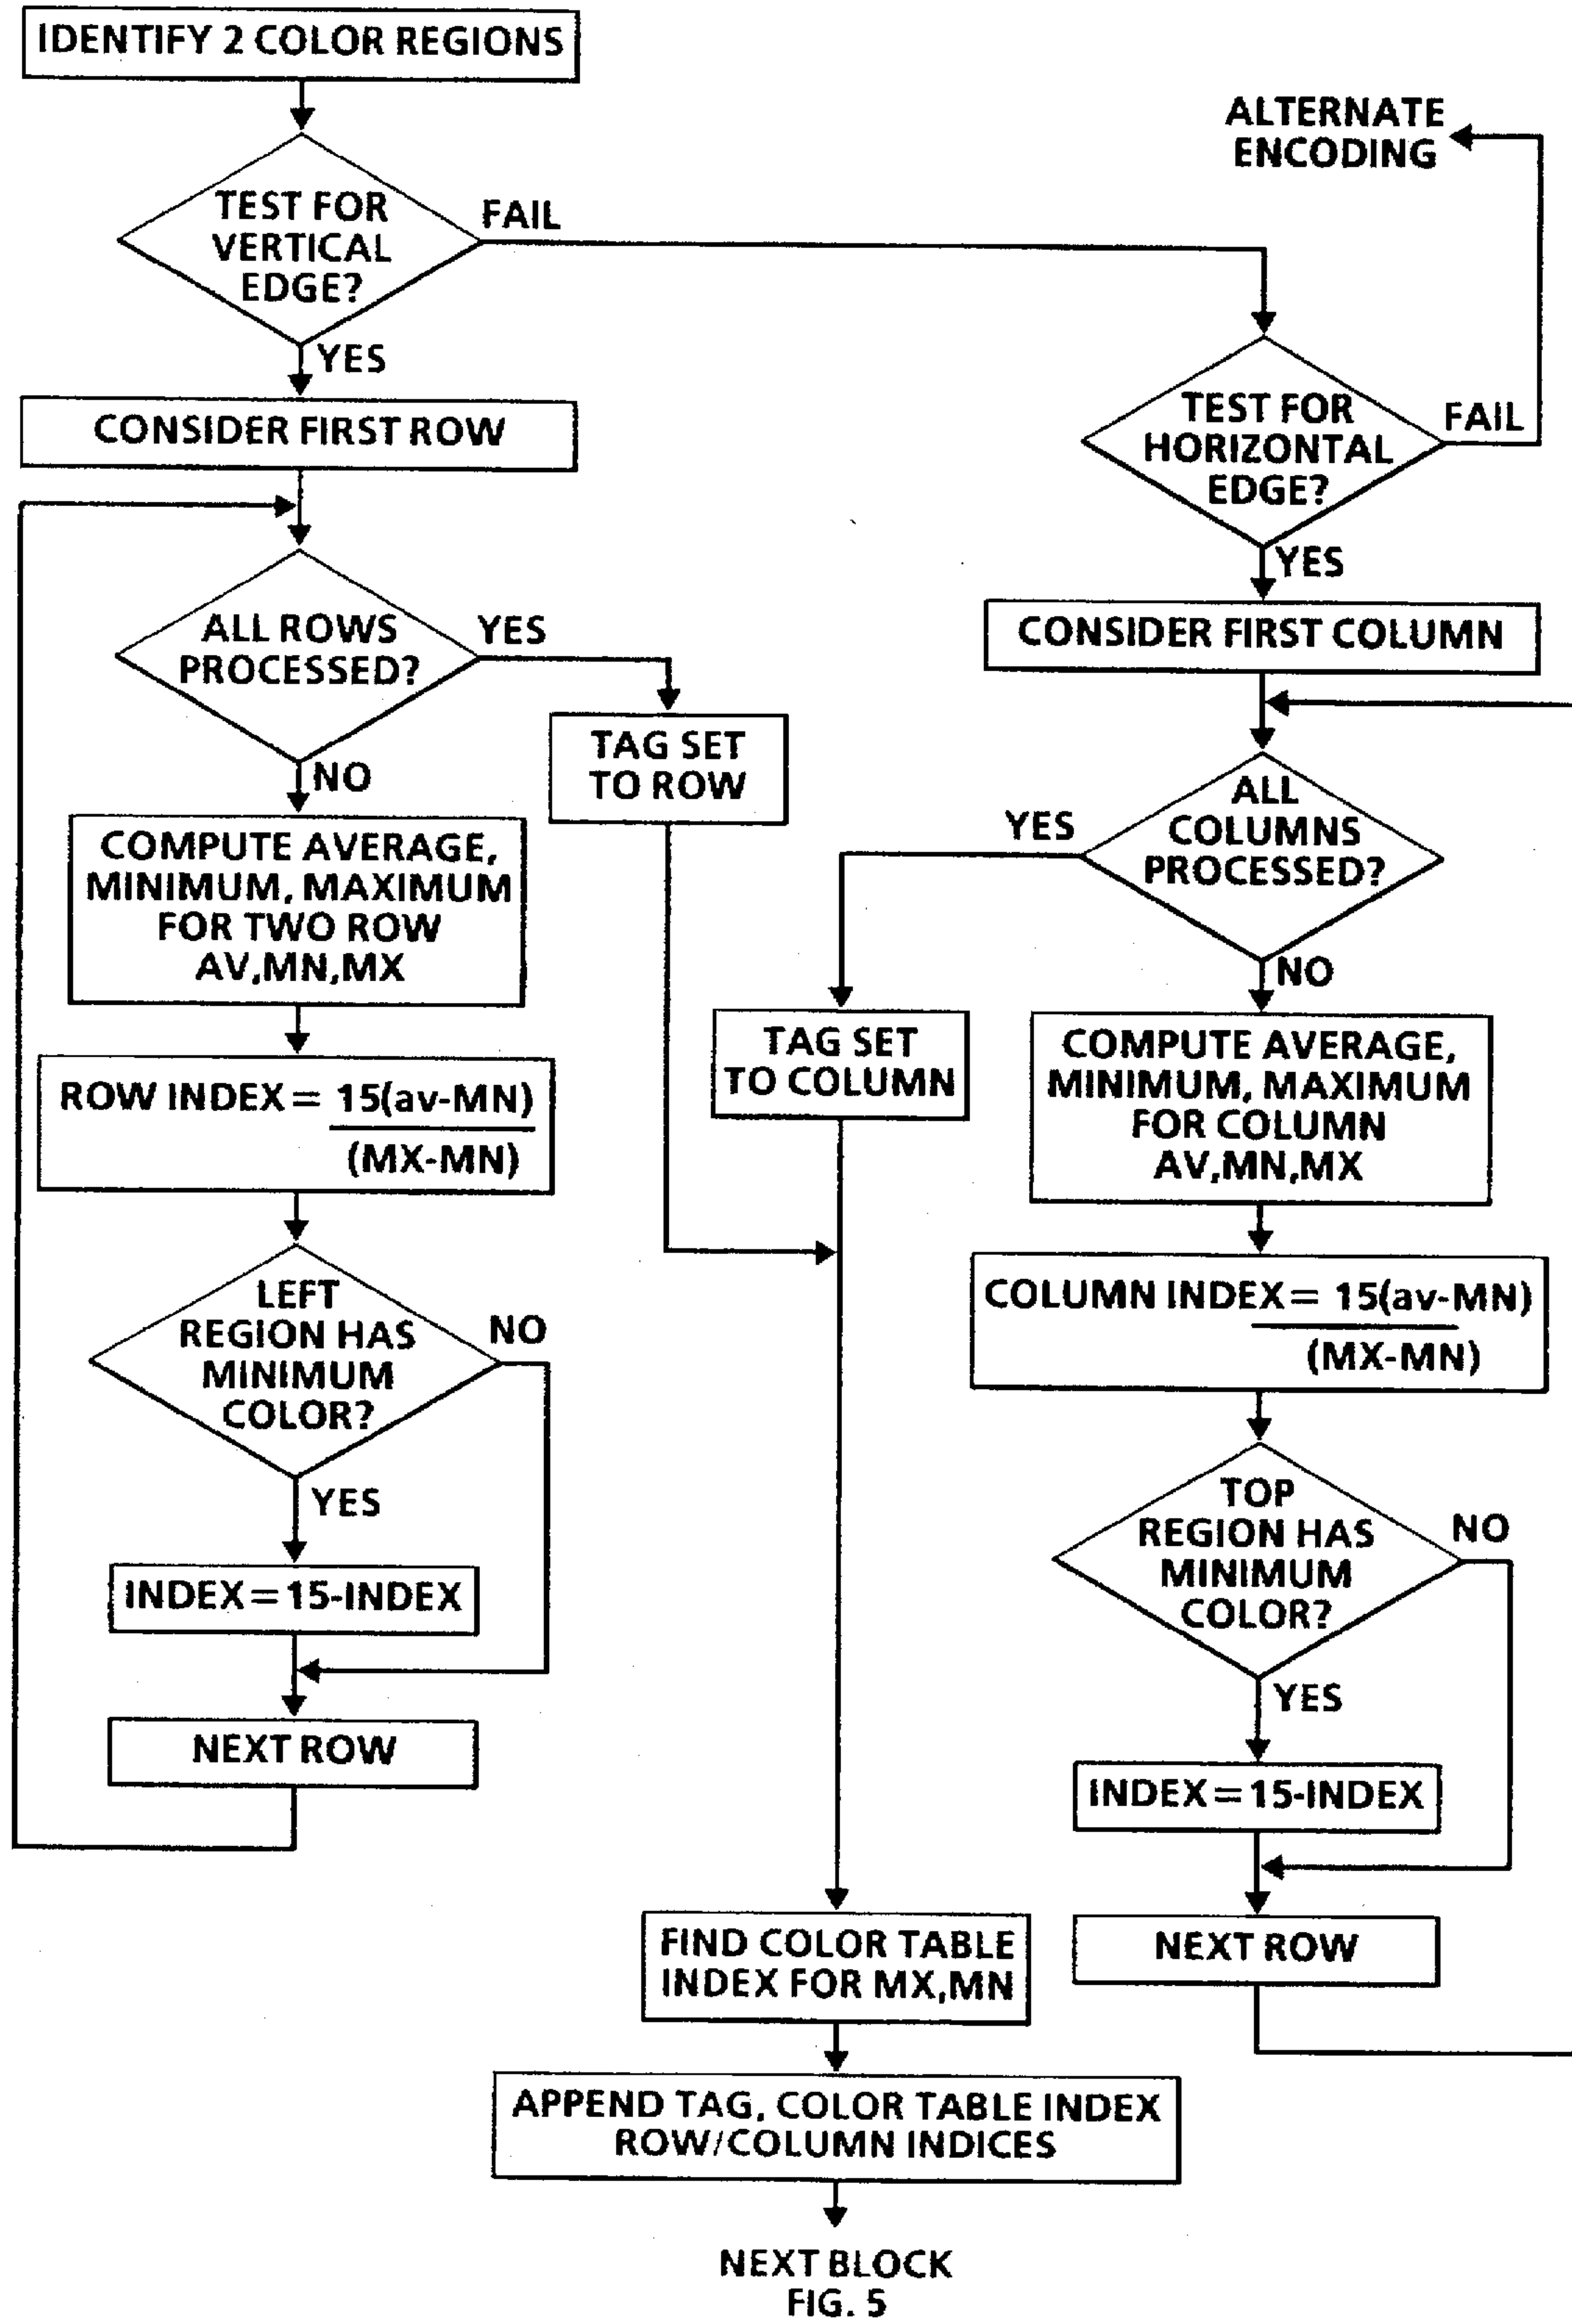 IDENTIFY 2 COLOR REGIONS
TEST FOR
VERTICAL
EDGE?
FAIL
YES
CONSIDER FIRST ROW
ALL ROWS
PROCESSED?
YES
TAG SET
TO ROW
NO
COMPUTE AVERAGE,
MINIMUM, MAXIMUM
FOR TWO ROW
AV,MN,MX
ROW INDEX = 15(av-MN)
(MX-MN)
LEFT
REGION HAS
MINIMUM
COLOR?
NO
YES
INDEX = 15-INDEX
NEXT ROW
ALTERNATE
ENCODING
TEST FOR
HORIZONTAL
EDGE?
FAIL
YES
CONSIDER FIRST COLUMN
ALL
COLUMNS
PROCESSED?
YES
TAG SET
TO COLUMN
NO
COMPUTE AVERAGE,
MINIMUM, MAXIMUM
FOR COLUMN
AV,MN,MX
COLUMN INDEX = 15(av-MN)
(MX-MN)
TOP
REGION HAS
MINIMUM
COLOR?
NO
YES
INDEX = 15-INDEX
NEXT ROW
FIND COLOR TABLE
INDEX FOR MX,MN
APPEND TAG, COLOR TABLE INDEX
ROW/COLUMN INDICES
NEXT BLOCK
FIG. 5